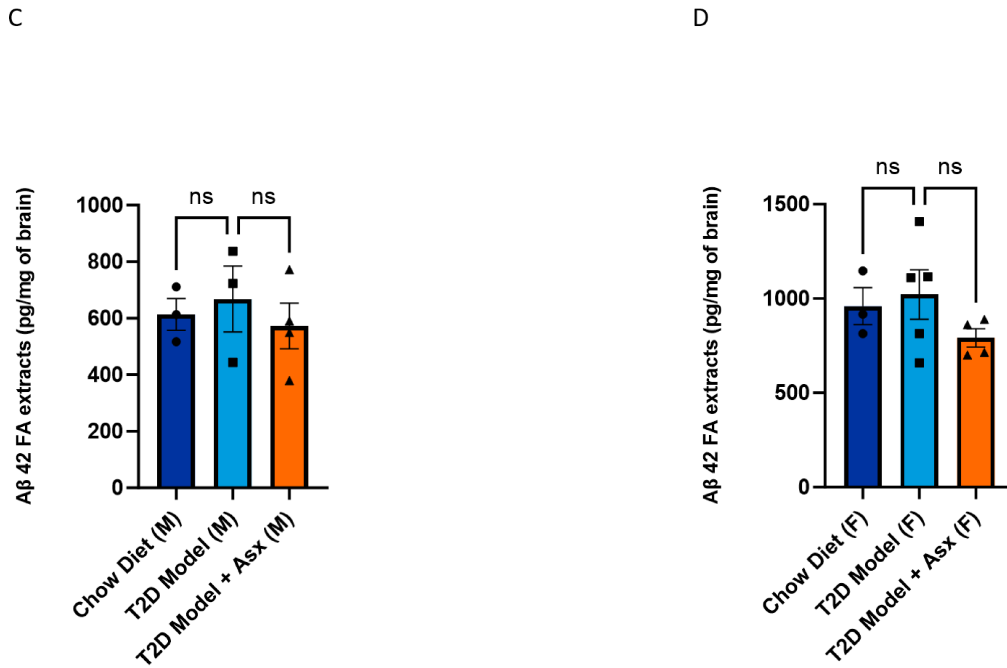 C
Aβ 42 FA extracts (pg/mg of brain)
1000
800
600
400
200
0
ns
ns
Chow Diet (M)
T2D Model (M)
T2D Model + Asx (M)
D
Aβ 42 FA extracts (pg/mg of brain)
1500
1000
500
0
ns
ns
Chow Diet (F)
T2D Model (F)
T2D Model + Asx (F)